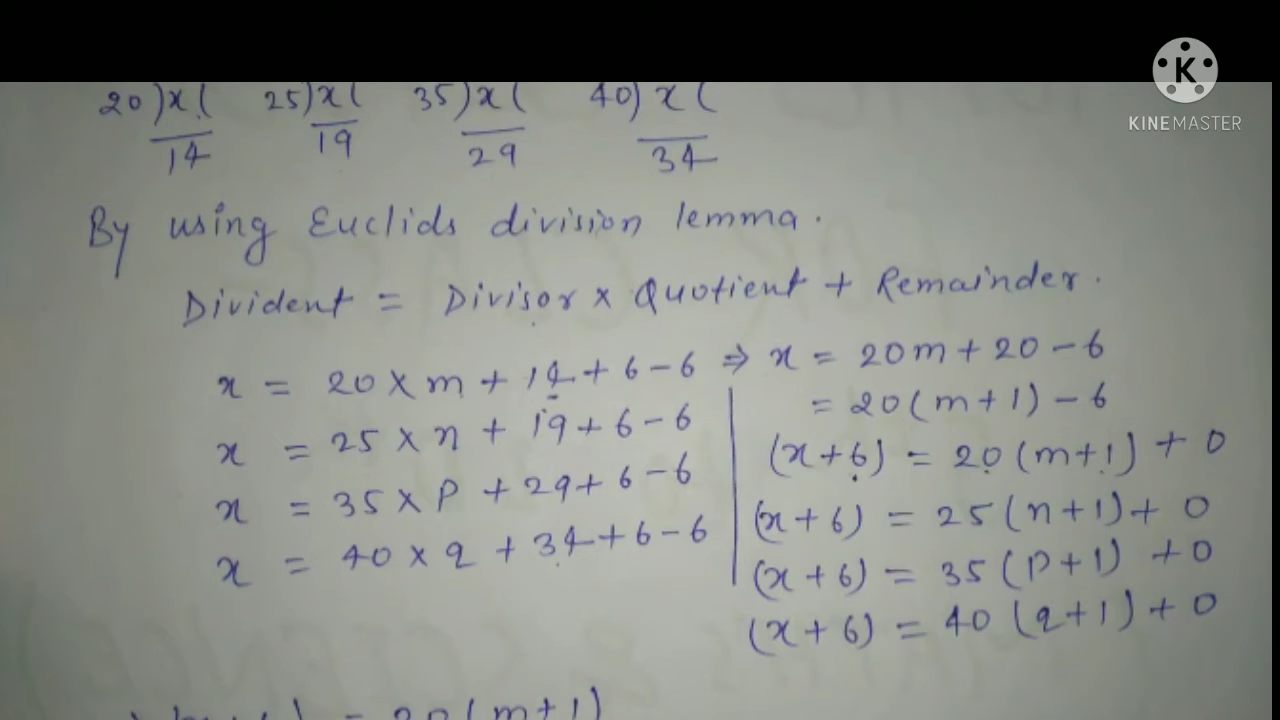 KINEMASTER
20)x(   25)x(   35)x(   40)x(
14   19   29   34
By using Euclids division lemma.
Divident = Divisor × Quotient + Remainder.
x = 20 × m + 14 + 6 - 6 ⇒ x = 20m + 20 - 6
= 20(m+1) - 6
x = 25 × n + 19 + 6 - 6
(x+6) = 20(m+1) + 0
x = 35 × p + 29 + 6 - 6
(x+6) = 25(n+1) + 0
x = 40 × q + 34 + 6 - 6
(x+6) = 35(p+1) + 0
(x+6) = 40(q+1) + 0
= 20(m+1)